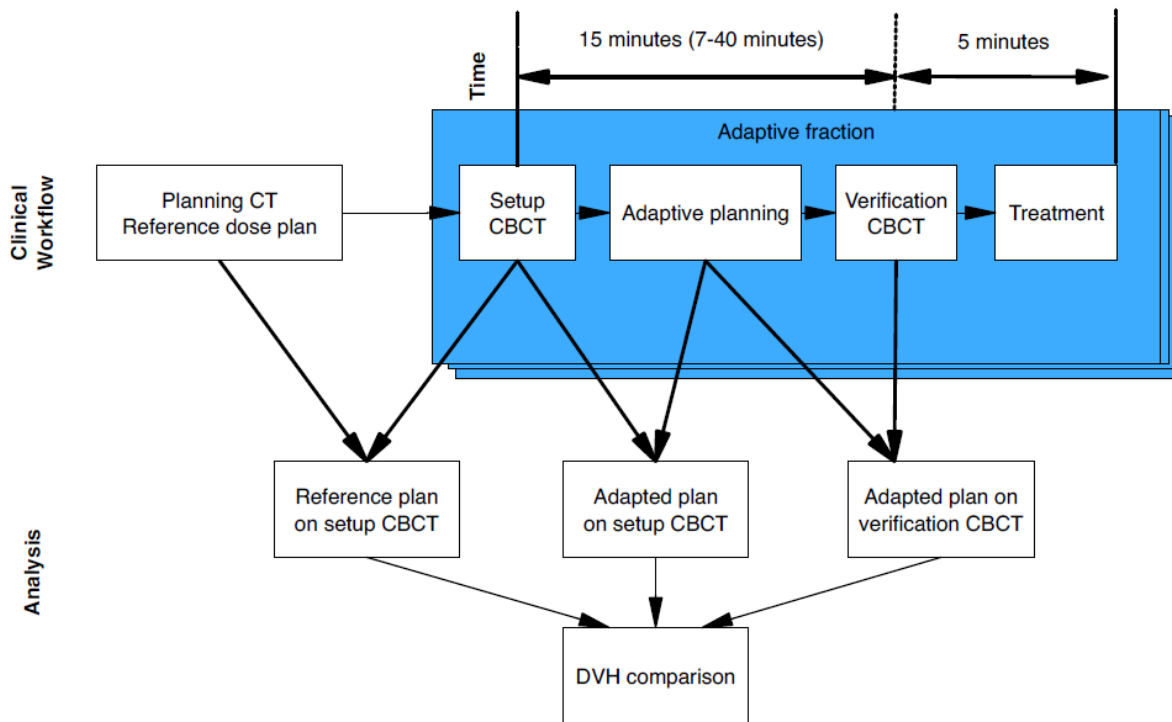 15 minutes (7-40 minutes)
5 minutes
Time
Adaptive fraction
Clinical
Workflow
Planning CT
Reference dose plan
Setup
CBCT
Adaptive planning
Verification
CBCT
Treatment
Analysis
Reference plan
on setup CBCT
Adapted plan
on setup CBCT
Adapted plan on
verification CBCT
DVH comparison